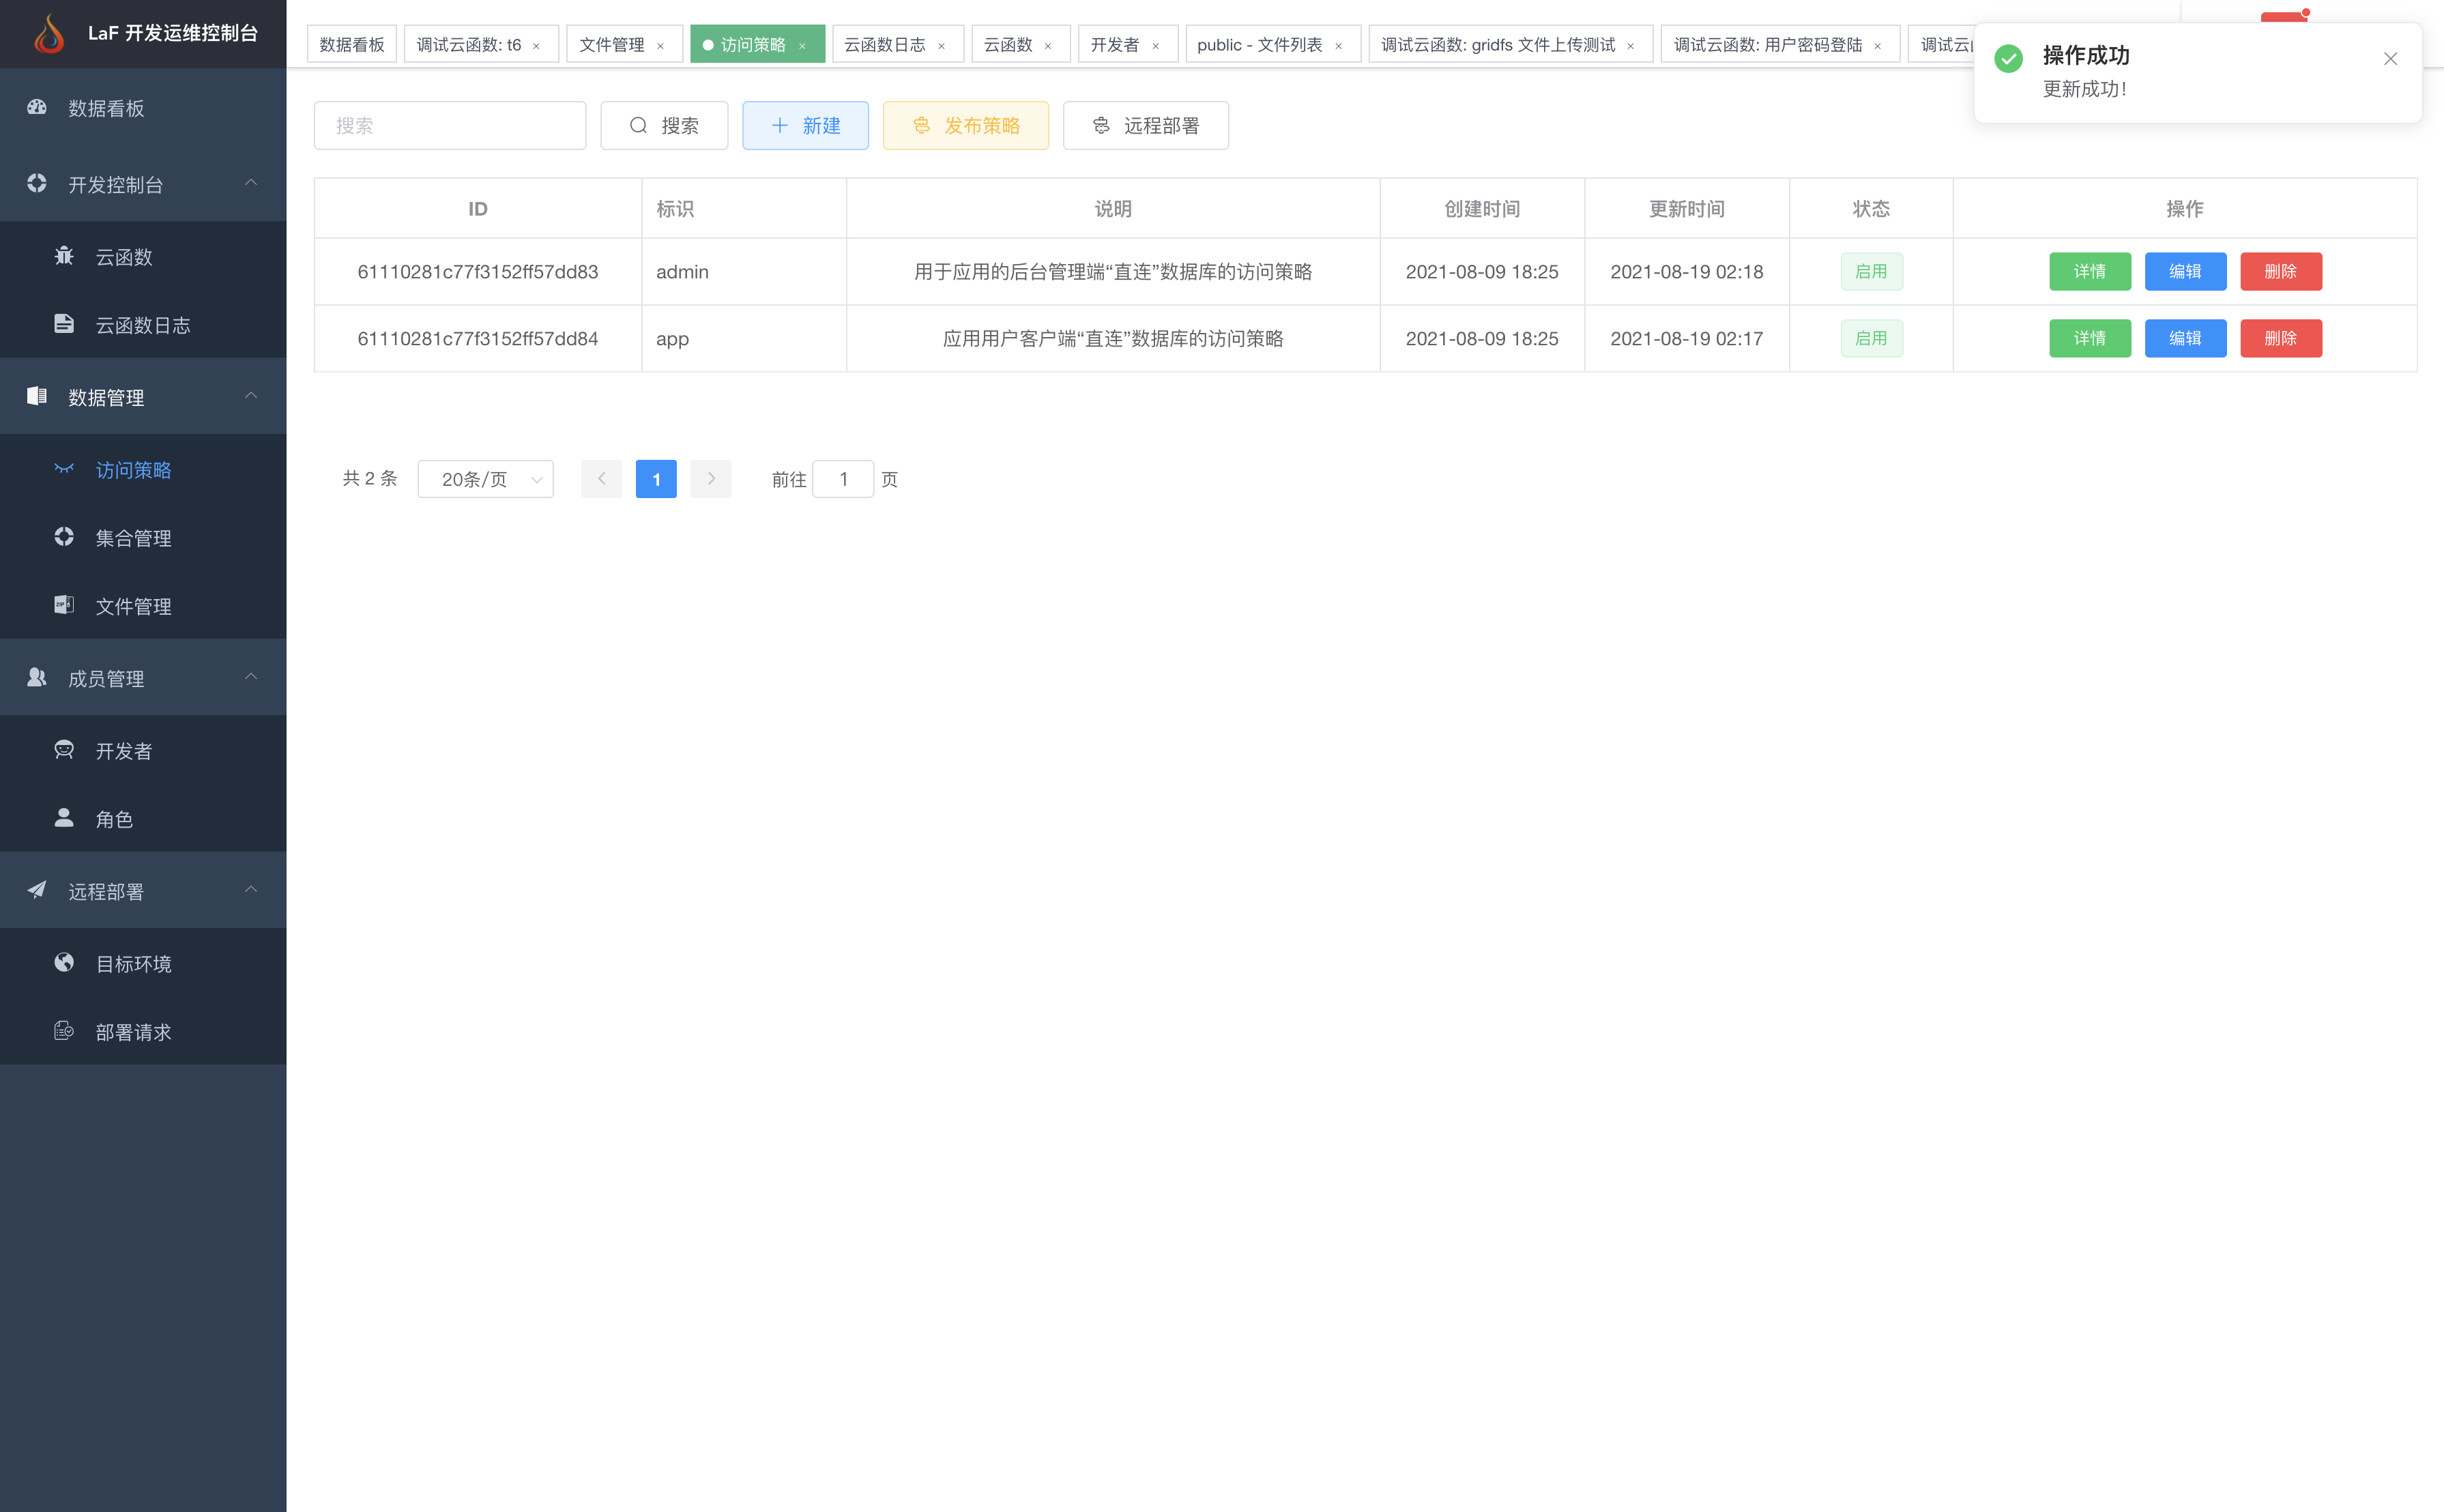 LaF 开发运维控制台
数据看板
开发控制台
云函数
云函数日志
数据管理
访问策略
集合管理
文件管理
成员管理
开发者
角色
远程部署
目标环境
部署请求
数据看板 调试云函数: t6 × 文件管理 × 访问策略 × 云函数日志 × 云函数 × 开发者 × public - 文件列表 × 调试云函数: gridfs 文件上传测试 × 调试云函数: 用户密码登陆 × 调试云
操作成功
更新成功!
搜索 搜索 新建 发布策略 远程部署
ID 标识 说明 创建时间 更新时间 状态 操作
61110281c77f3152ff57dd83 admin 用于应用的后台管理端“直连”数据库的访问策略 2021-08-09 18:25 2021-08-19 02:18 启用 详情 编辑 删除
61110281c77f3152ff57dd84 app 应用用户客户端“直连”数据库的访问策略 2021-08-09 18:25 2021-08-19 02:17 启用 详情 编辑 删除
共 2 条 20条/页 1 前往 1 页